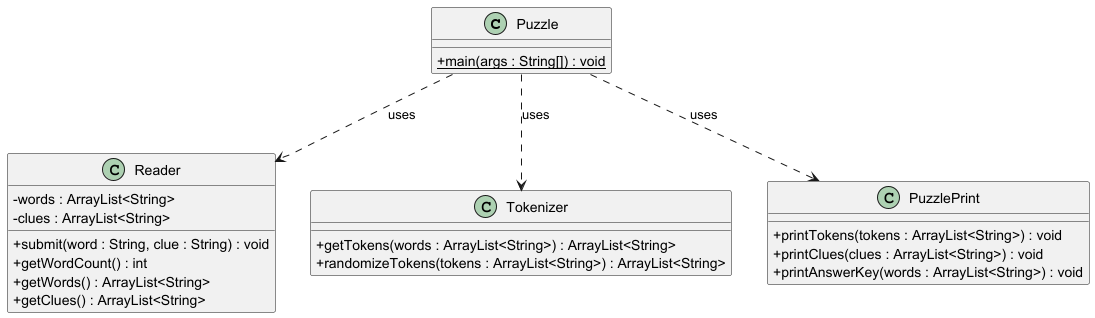 C Puzzle
+main(args : String[]) : void
uses
uses
uses
C Reader
-words : ArrayList<String>
-clues : ArrayList<String>
+submit(word : String, clue : String) : void
+getWordCount() : int
+getWords() : ArrayList<String>
+getClues() : ArrayList<String>
C Tokenizer
+getTokens(words : ArrayList<String>) : ArrayList<String>
+randomizeTokens(tokens : ArrayList<String>) : ArrayList<String>
C PuzzlePrint
+printTokens(tokens : ArrayList<String>) : void
+printClues(clues : ArrayList<String>) : void
+printAnswerKey(words : ArrayList<String>) : void